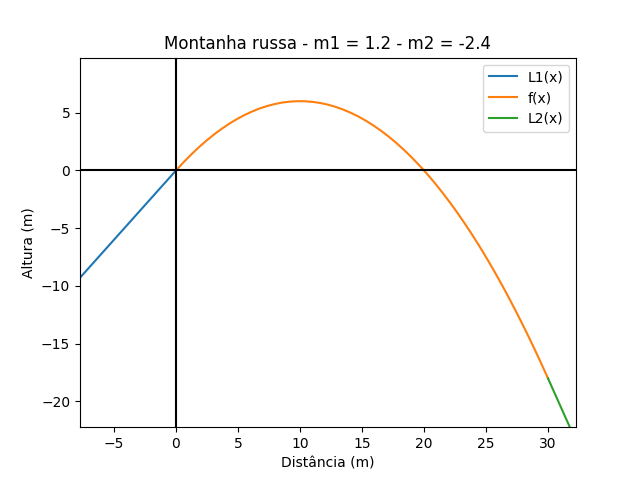 Montanha russa - m1 = 1.2 - m2 = -2.4
L1(x)
f(x)
L2(x)
Altura (m)
5
0
−5
−10
−15
−20
−5 0 5 10 15 20 25 30
Distância (m)